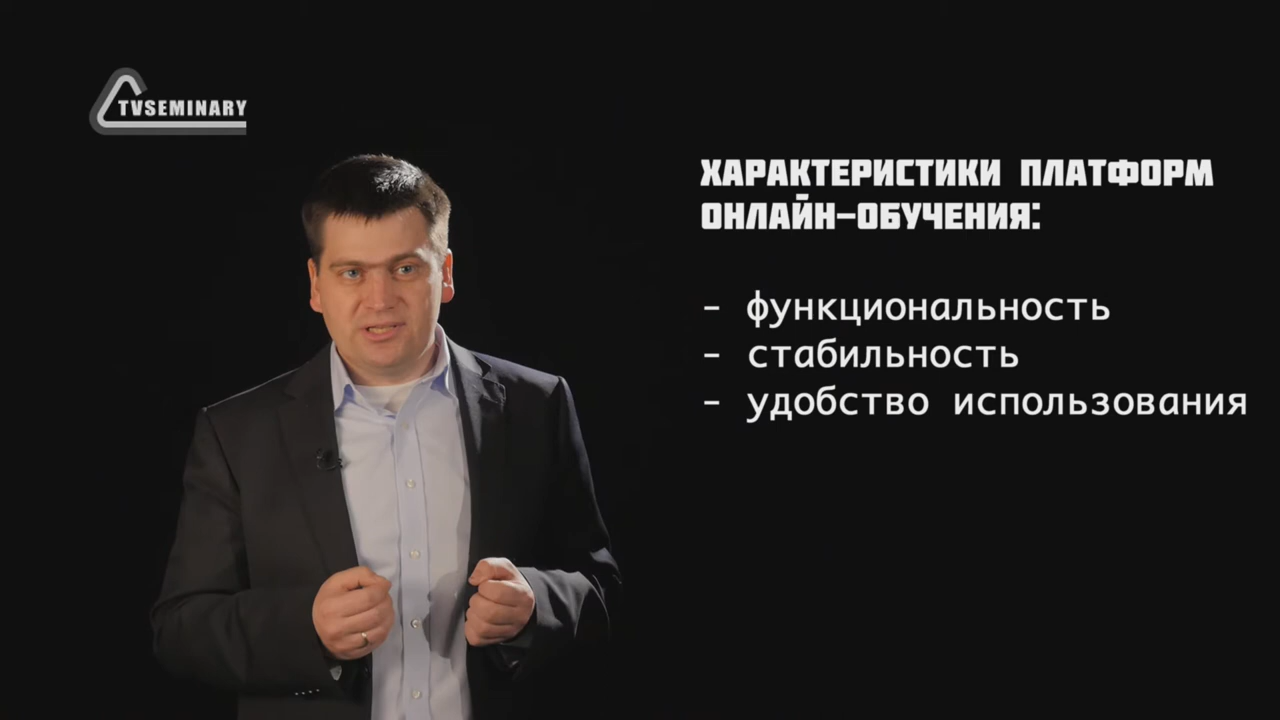 TVSEMINARY
ХАРАКТЕРИСТИКИ ПЛАТФОРМ
ОНЛАЙН-ОБУЧЕНИЯ:
- функциональность
- стабильность
- удобство использования